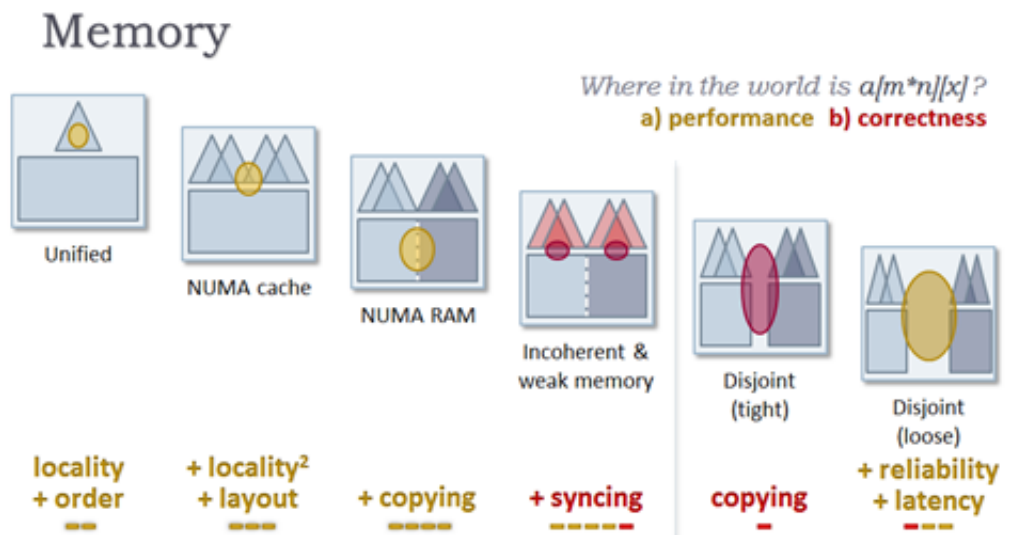 Memory
Where in the world is a[m*n][x] ?
a) performance b) correctness
Unified
NUMA cache
NUMA RAM
Incoherent &
weak memory
Disjoint
(tight)
Disjoint
(loose)
locality
+ order
+ locality²
+ layout
+ copying
+ syncing
copying
+ reliability
+ latency